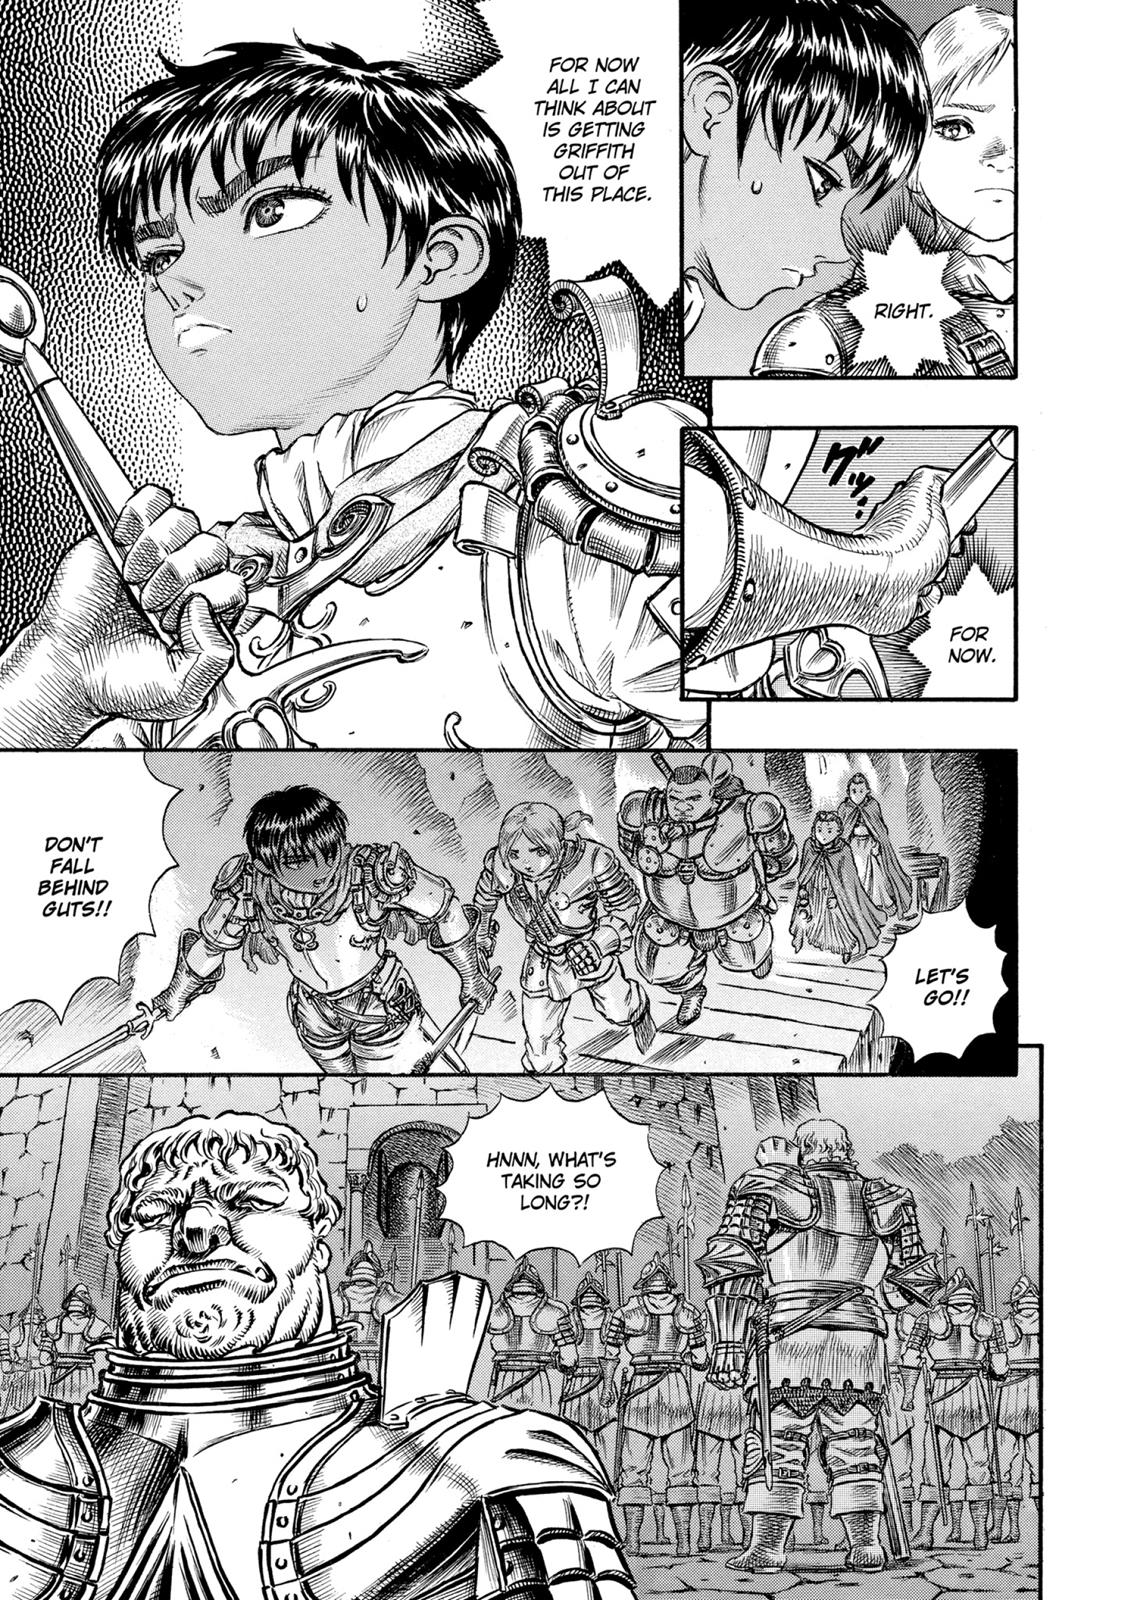 RIGHT.
FOR
NOW.
FOR NOW
ALL I CAN
THINK ABOUT
IS GETTING
GRIFFITH
OUT OF
THIS PLACE.
LET'S
GO!!
DON'T
FALL
BEHIND
GUTS!!
HNNN, WHAT'S
TAKING SO
LONG?!